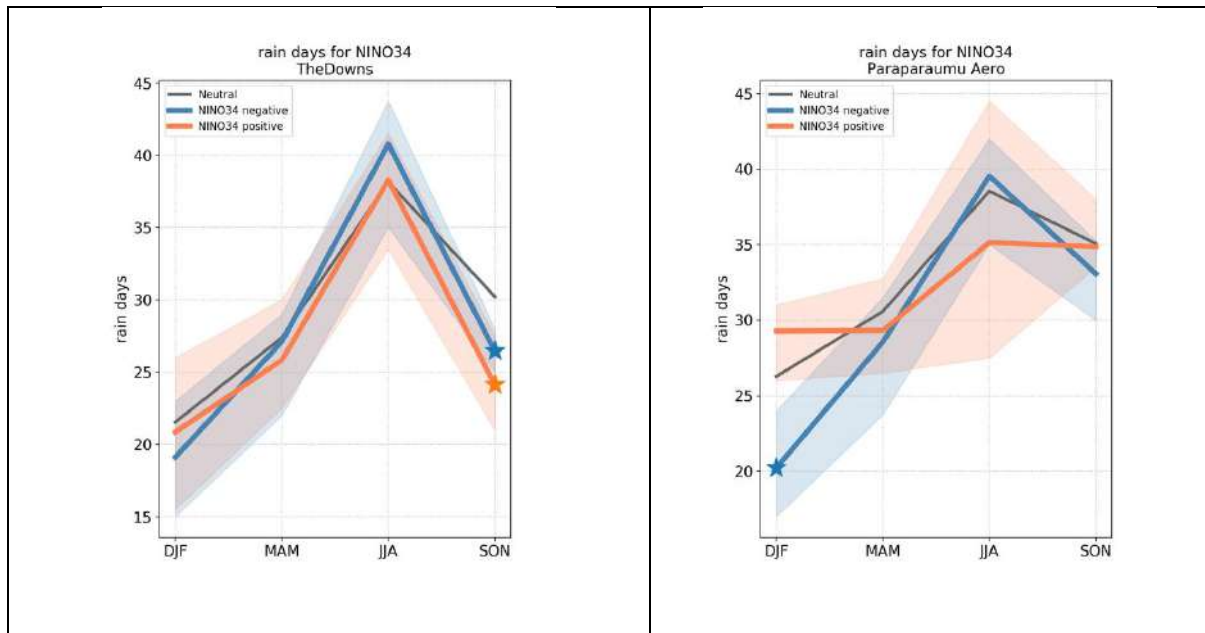 rain days for NINO34
TheDowns
45
40
35
30
25
20
15
rain days
Neutral
NINO34 negative
NINO34 positive
DJF MAM JJA SON
rain days for NINO34
Paraparaumu Aero
45
40
35
30
25
20
rain days
Neutral
NINO34 negative
NINO34 positive
DJF MAM JJA SON